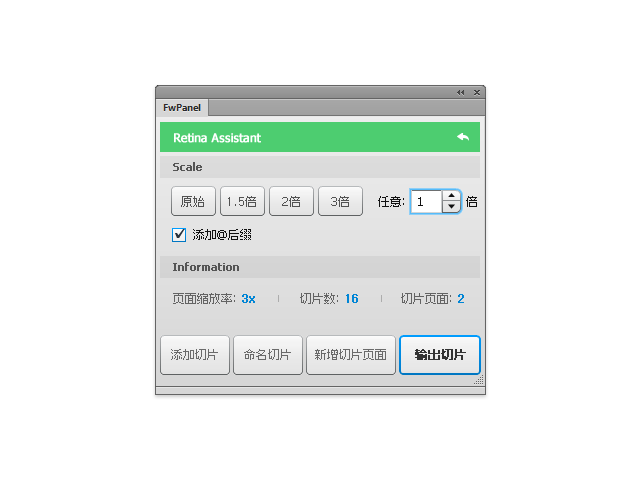 FwPanel
Retina Assistant
Scale
原始 1.5倍 2倍 3倍 任意: 1 倍
添加@后缀
Information
页面缩放率: 3x 切片数: 16 切片页面: 2
添加切片 命名切片 新增切片页面 输出切片